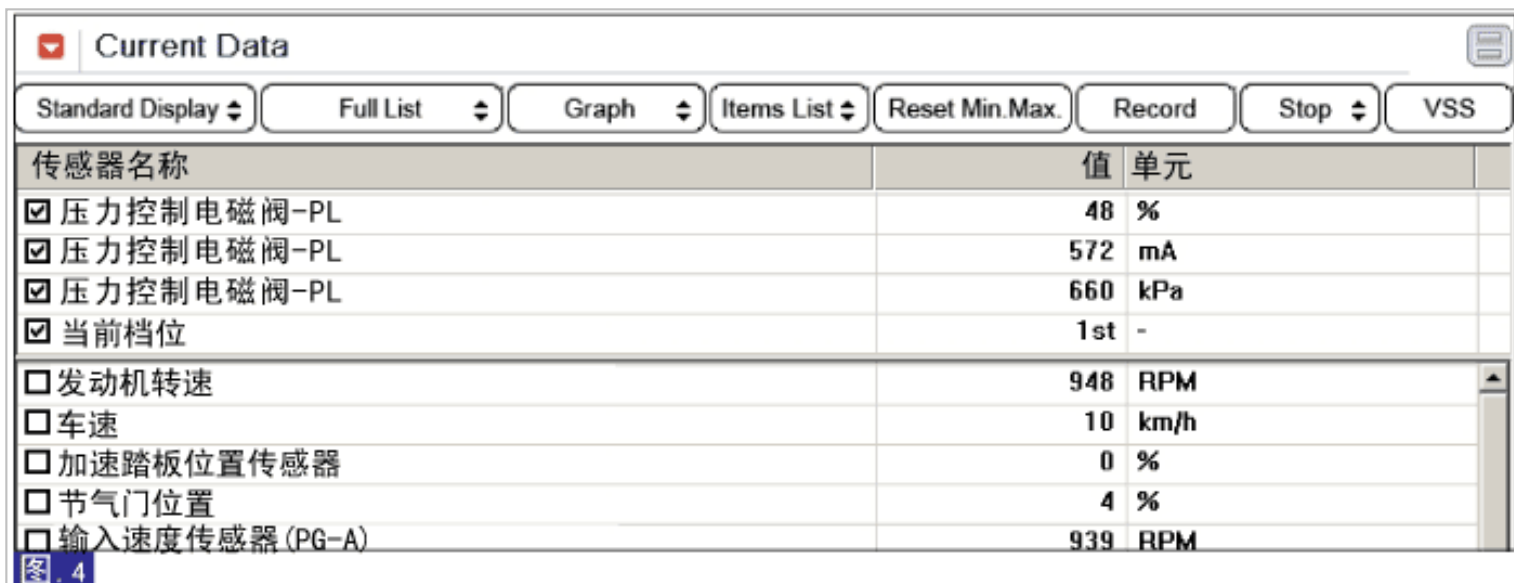 Current Data
Standard Display Full List Graph Items List Reset Min.Max. Record Stop VSS
传感器名称 值 单元
压力控制电磁阀-PL 48 %
压力控制电磁阀-PL 572 mA
压力控制电磁阀-PL 660 kPa
当前档位 1st -
发动机转速 948 RPM
车速 10 km/h
加速踏板位置传感器 0 %
节气门位置 4 %
输入速度传感器(PG-A) 939 RPM
图.4